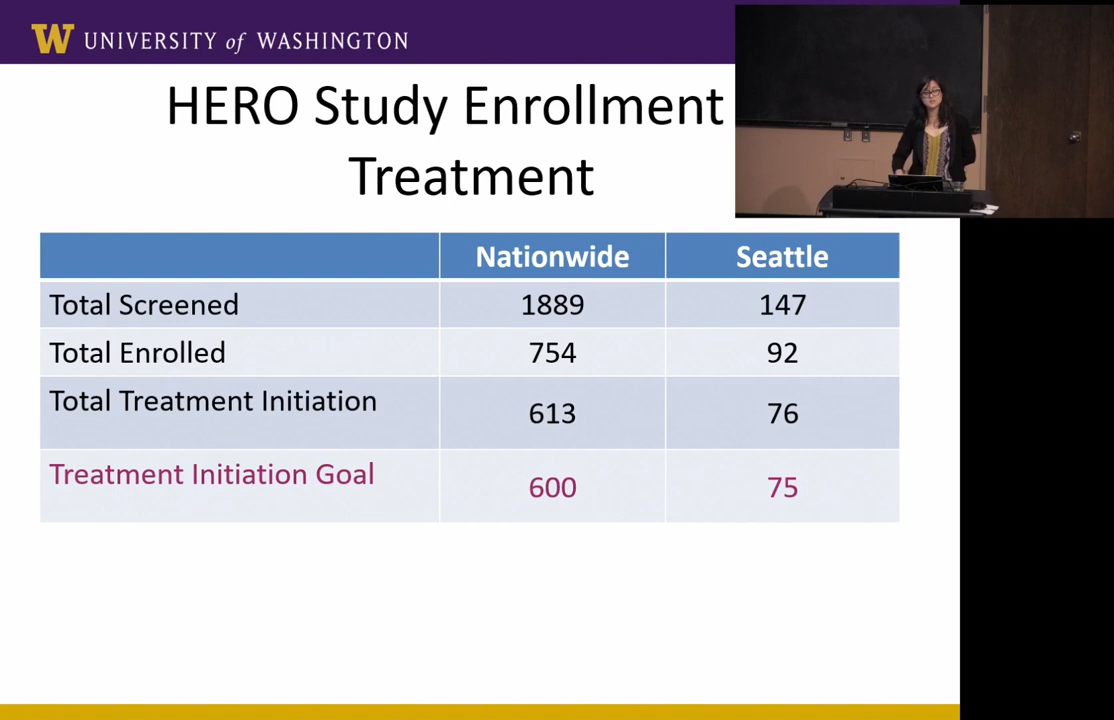 W UNIVERSITY of WASHINGTON
HERO Study Enrollment
Treatment
Nationwide Seattle
Total Screened 1889 147
Total Enrolled 754 92
Total Treatment Initiation 613 76
Treatment Initiation Goal 600 75